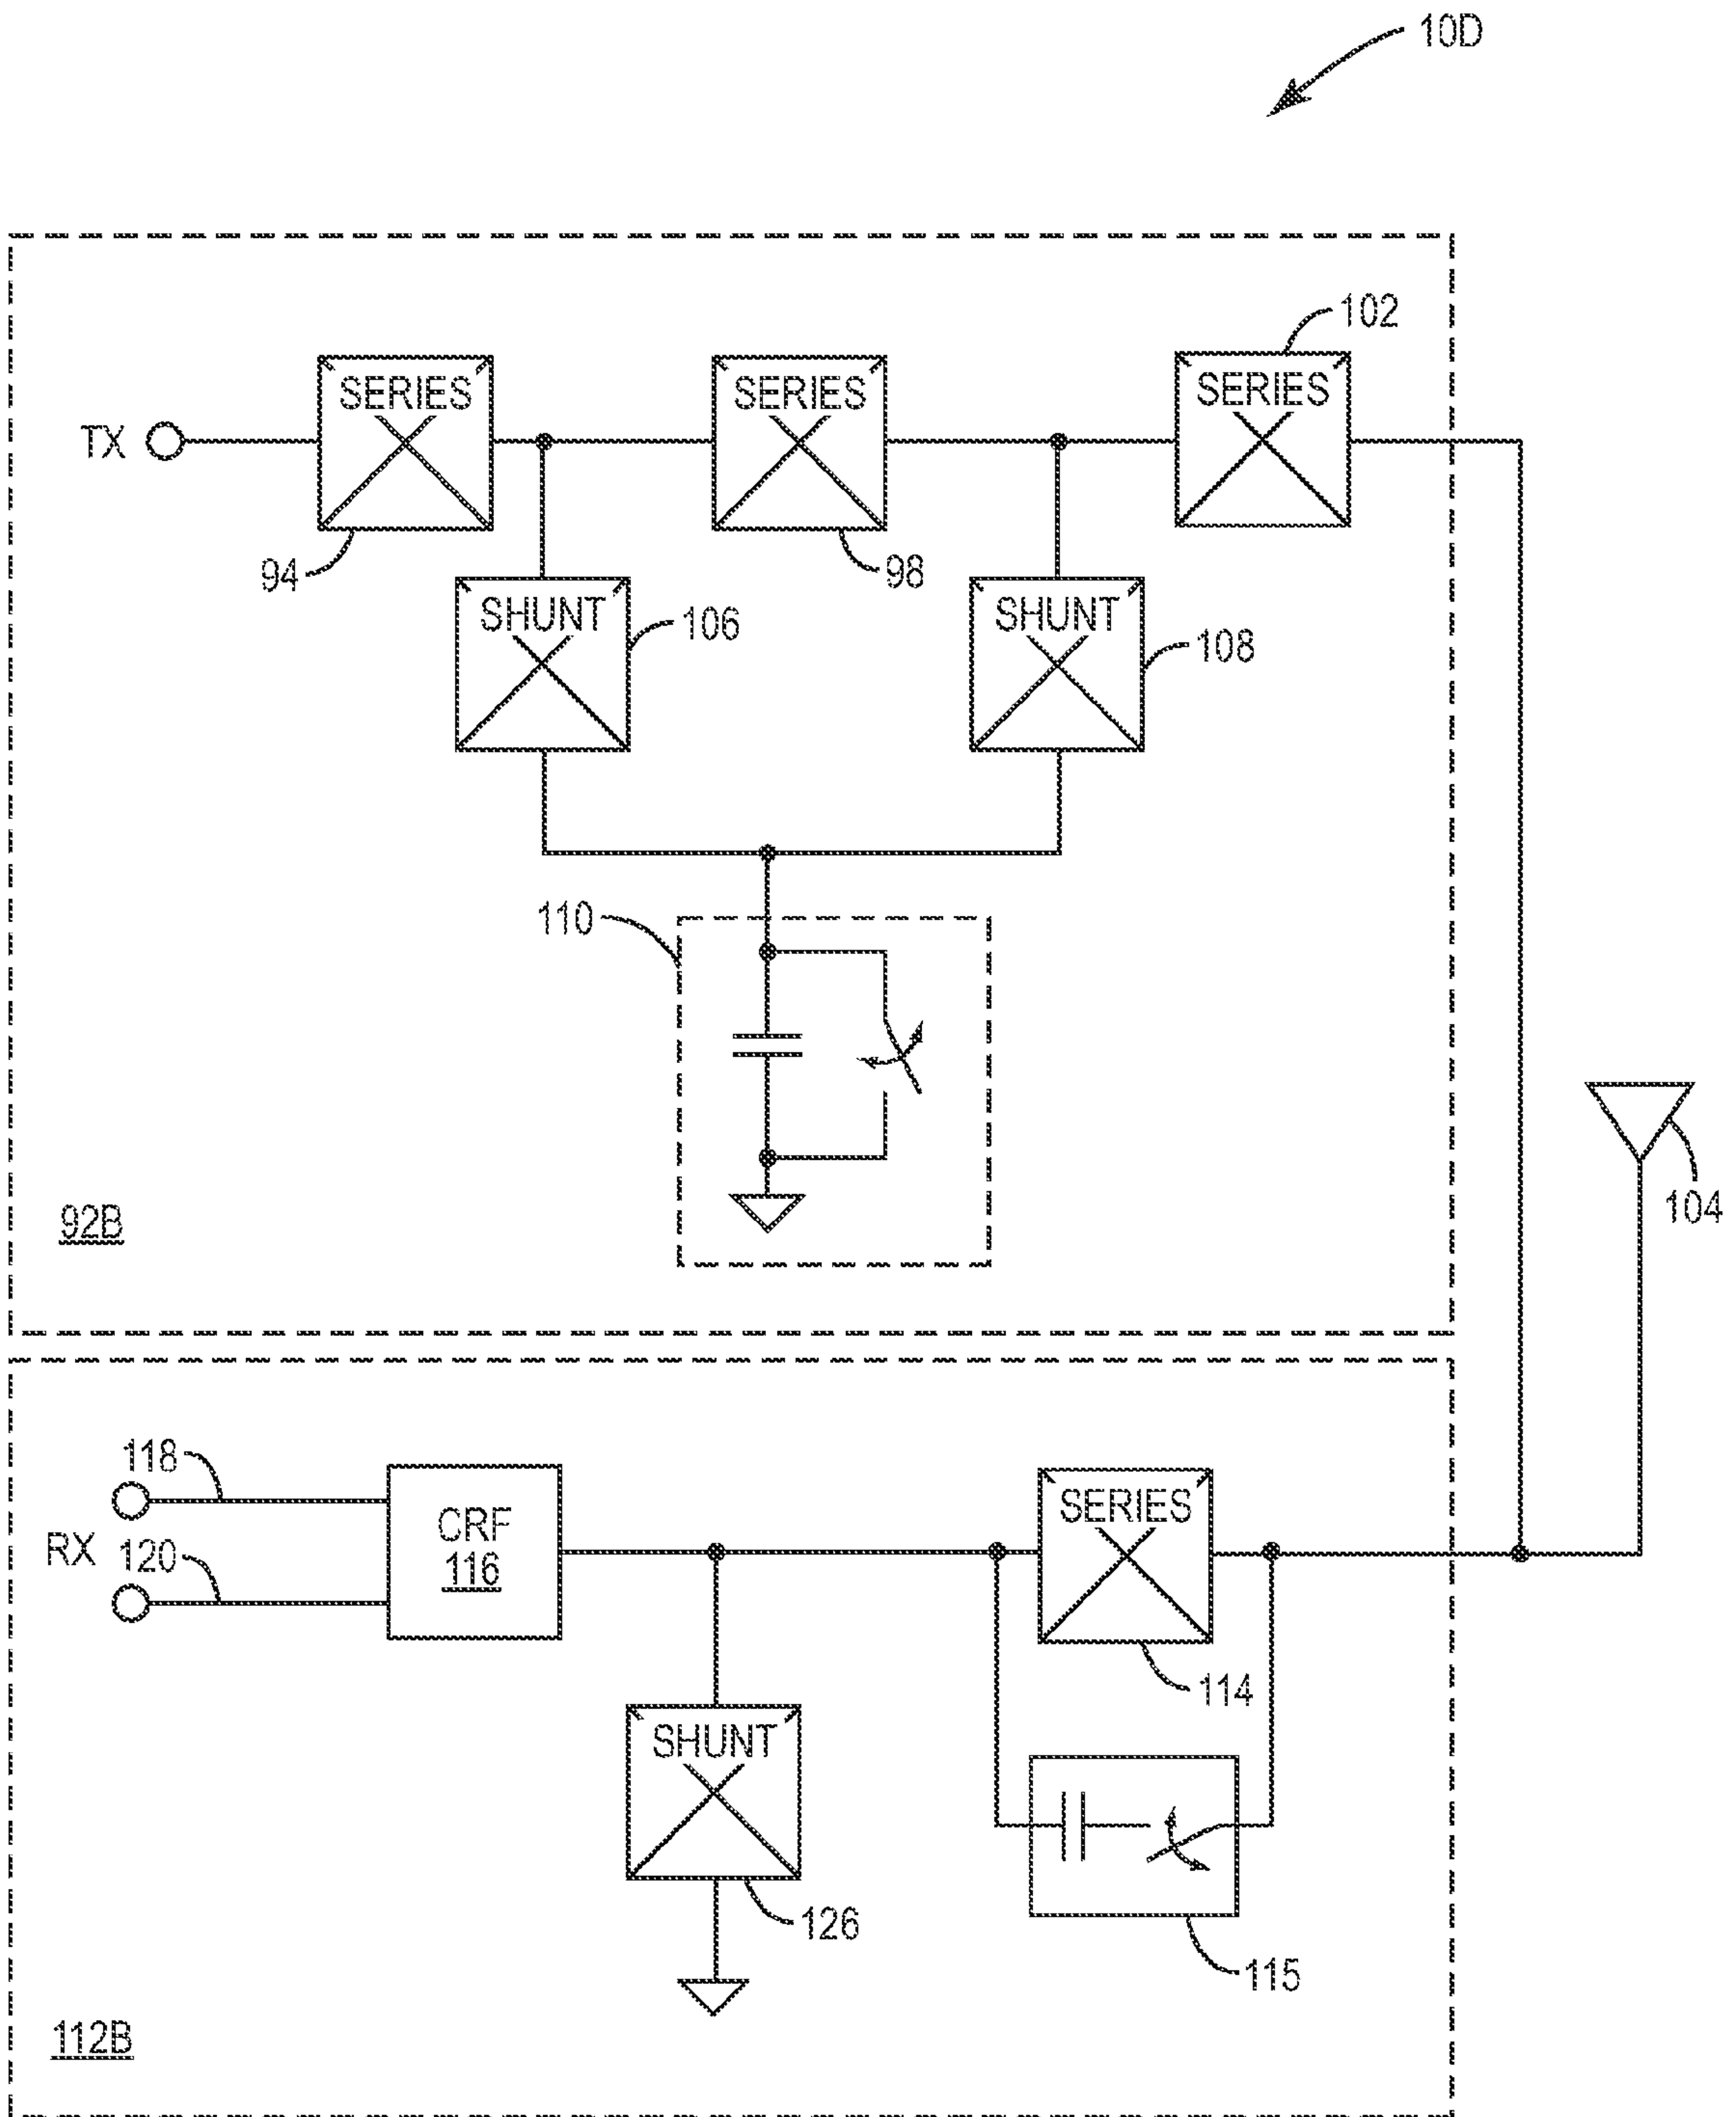 10D
102
SERIES
SERIES
SERIES
TX
94
98
SHUNT
106
SHUNT
108
110
92B
104
118
CRF
116
SERIES
RX
120
114
SHUNT
126
115
112B